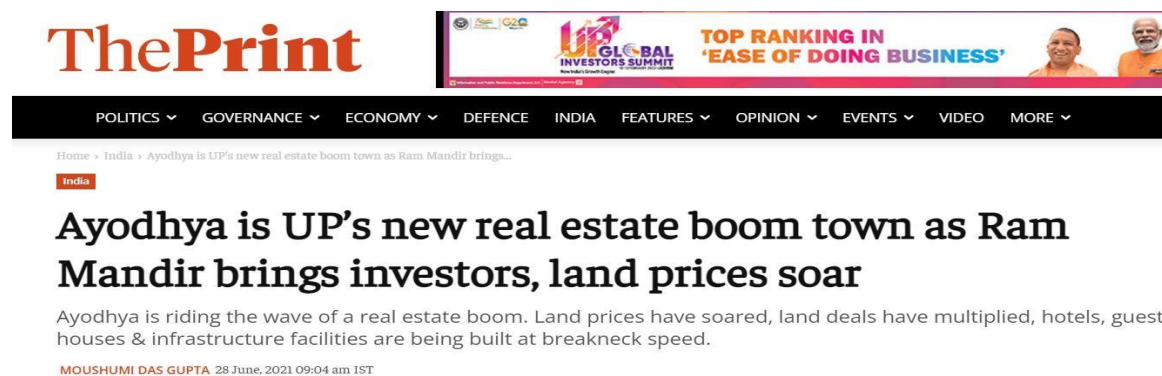 ThePrint
G20
UP GLOBAL
INVESTORS SUMMIT
TOP RANKING IN
'EASE OF DOING BUSINESS'
POLITICS GOVERNANCE ECONOMY DEFENCE INDIA FEATURES OPINION EVENTS VIDEO MORE
Home › India › Ayodhya is UP's new real estate boom town as Ram Mandir brings...
India
Ayodhya is UP's new real estate boom town as Ram
Mandir brings investors, land prices soar
Ayodhya is riding the wave of a real estate boom. Land prices have soared, land deals have multiplied, hotels, guest
houses & infrastructure facilities are being built at breakneck speed.
MOUSHUMI DAS GUPTA 28 June, 2021 09:04 am IST